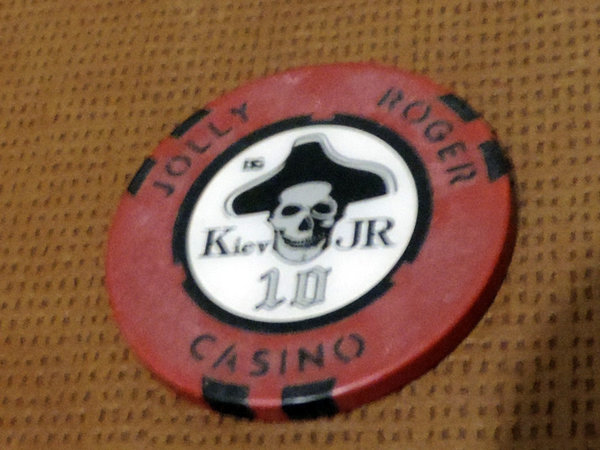 JOLLY ROGER
Kiev JR
10
CASINO